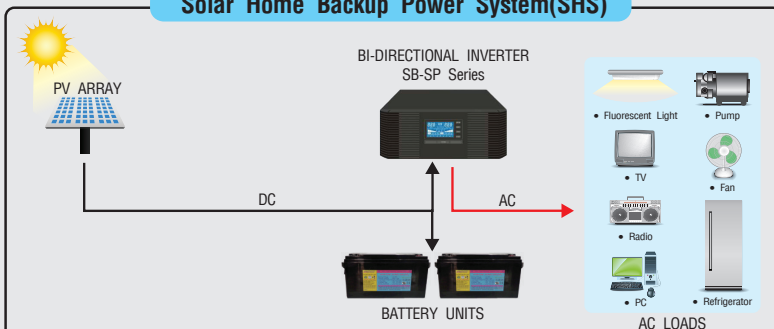 Solar Home Backup Power System(SHS)
BI-DIRECTIONAL INVERTER
SB-SP Series
PV ARRAY
• Fluorescent Light
• Pump
• TV
• Fan
DC
AC
• Radio
• PC
• Refrigerator
BATTERY UNITS
AC LOADS